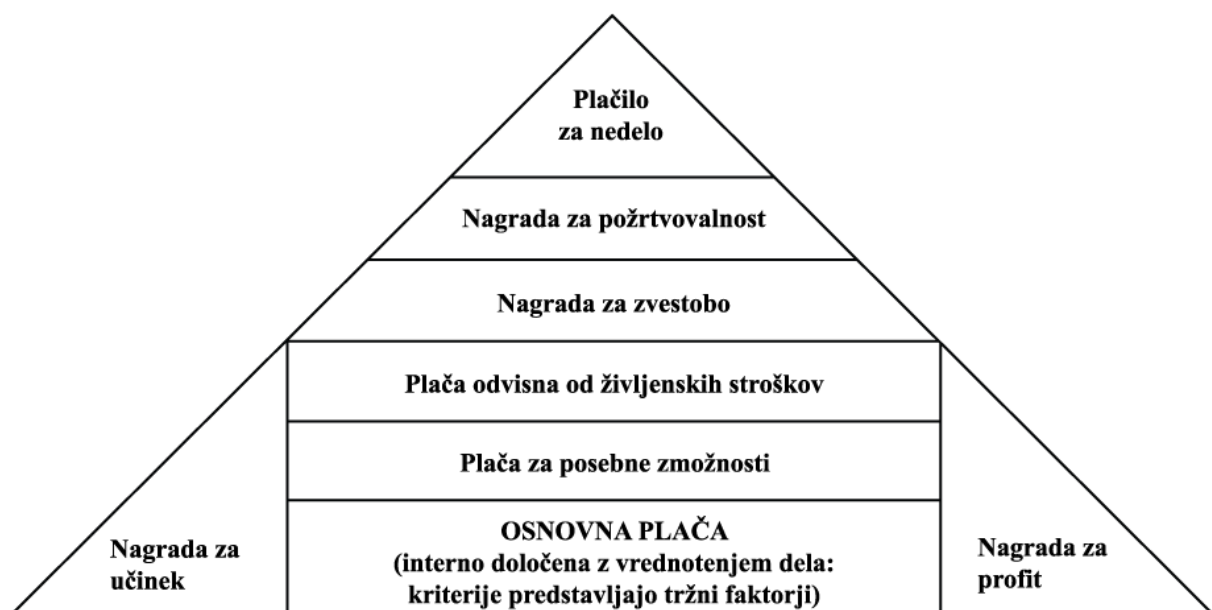 Plačilo
za nedelo
Nagrada za požrtvovalnost
Nagrada za zvestobo
Plača odvisna od življenskih stroškov
Plača za posebne zmožnosti
Nagrada za
učinek
OSNOVNA PLAČA
(interno določena z vrednotenjem dela:
kriterije predstavljajo tržni faktorji)
Nagrada za
profit